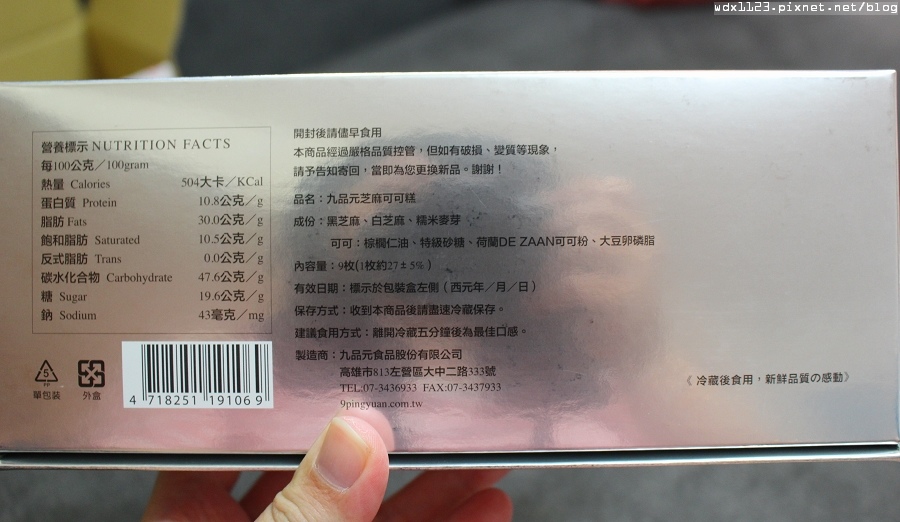 wdx1123.pixnet.net/blog
營養標示 NUTRITION FACTS
每100公克／100gram
熱量 Calories 504大卡／KCal
蛋白質 Protein 10.8公克／g
脂肪 Fats 30.0公克／g
飽和脂肪 Saturated 10.5公克／g
反式脂肪 Trans 0.0公克／g
碳水化合物 Carbohydrate 47.6公克／g
糖 Sugar 19.6公克／g
鈉 Sodium 43毫克／mg
5
PP
單包裝
外盒
4 718251 191069
開封後請儘早食用
本商品經過嚴格品質控管，但如有破損、變質等現象，
請予告知寄回，當即為您更換新品。謝謝！
品名：九品元芝麻可可糕
成份：黑芝麻、白芝麻、糯米麥芽
可可：棕櫚仁油、特級砂糖、荷蘭DE ZAAN可可粉、大豆卵磷脂
內容量：9枚(1枚約27±5%)
有效日期：標示於包裝盒左側（西元年／月／日）
保存方式：收到本商品後請盡速冷藏保存。
建議食用方式：離開冷藏五分鐘後為最佳口感。
製造商：九品元食品股份有限公司
高雄市813左營區大中二路333號
TEL:07-3436933 FAX:07-3437933
9pingyuan.com.tw
《 冷藏後食用，新鮮品質の感動》